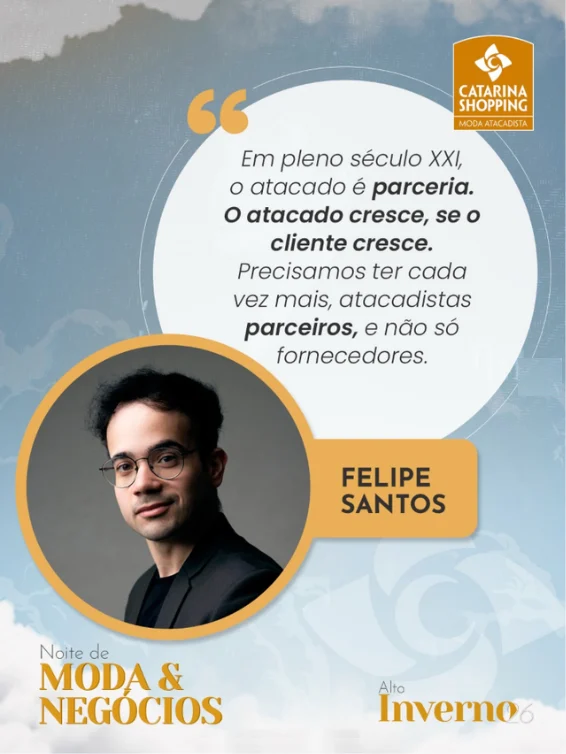 CATARINA
SHOPPING
MODA ATACADISTA
“
Em pleno século XXI,
o atacado é parceria.
O atacado cresce, se o
cliente cresce.
Precisamos ter cada
vez mais, atacadistas
parceiros, e não só
fornecedores.
FELIPE
SANTOS
Noite de
MODA &
NEGÓCIOS
Alto
Inverno26